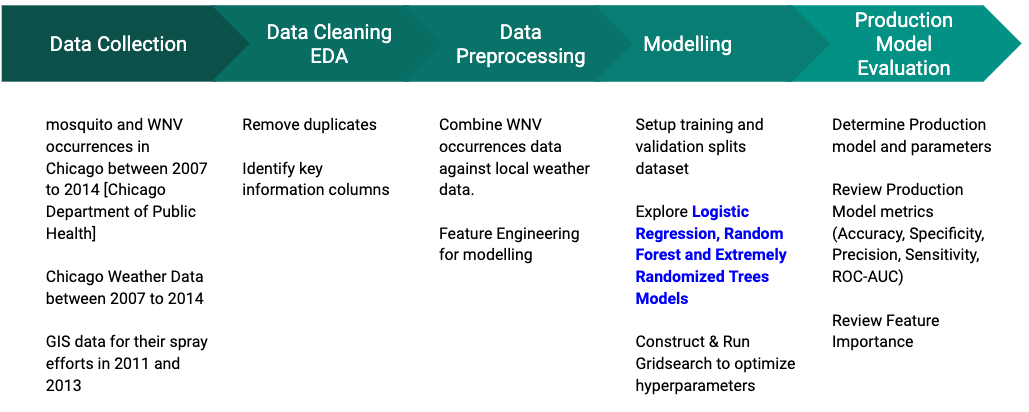 Data Collection
Data Cleaning
EDA
Data
Preprocessing
Modelling
Production
Model
Evaluation
mosquito and WNV
occurrences in
Chicago between 2007
to 2014 [Chicago
Department of Public
Health]
Chicago Weather Data
between 2007 to 2014
GIS data for their spray
efforts in 2011 and
2013
Remove duplicates
Identify key
information columns
Combine WNV
occurrences data
against local weather
data.
Feature Engineering
for modelling
Setup training and
validation splits
dataset
Explore Logistic
Regression, Random
Forest and Extremely
Randomized Trees
Models
Construct & Run
Gridsearch to optimize
hyperparameters
Determine Production
model and parameters
Review Production
Model metrics
(Accuracy, Specificity,
Precision, Sensitivity,
ROC-AUC)
Review Feature
Importance